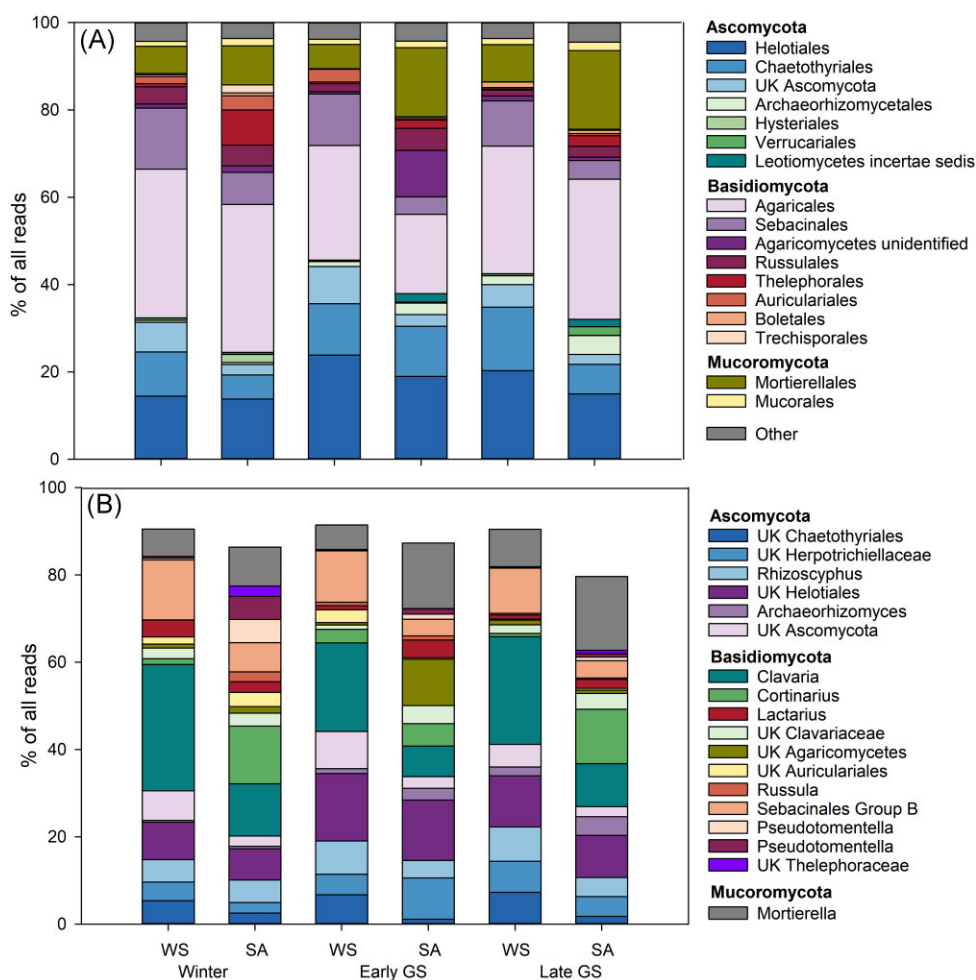 (A)
100
80
60
40
20
0
% of all reads
Ascomycota
Helotiales
Chaetothyriales
UK Ascomycota
Archaeorhizomycetales
Hysteriales
Verrucariales
Leotiomycetes incertae sedis
Basidiomycota
Agaricales
Sebacinales
Agaricomycetes unidentified
Russulales
Thelephorales
Auriculariales
Boletales
Trechisporales
Mucoromycota
Mortierellales
Mucorales
Other
(B)
100
80
60
40
20
0
% of all reads
WS SA WS SA WS SA
Winter Early GS Late GS
Ascomycota
UK Chaetothyriales
UK Herpotrichiellaceae
Rhizoscyphus
UK Helotiales
Archaeorhizomyces
UK Ascomycota
Basidiomycota
Clavaria
Cortinarius
Lactarius
UK Clavariaceae
UK Agaricomycetes
UK Auriculariales
Russula
Sebacinales Group B
Pseudotomentella
Pseudotomentella
UK Thelephoraceae
Mucoromycota
Mortierella